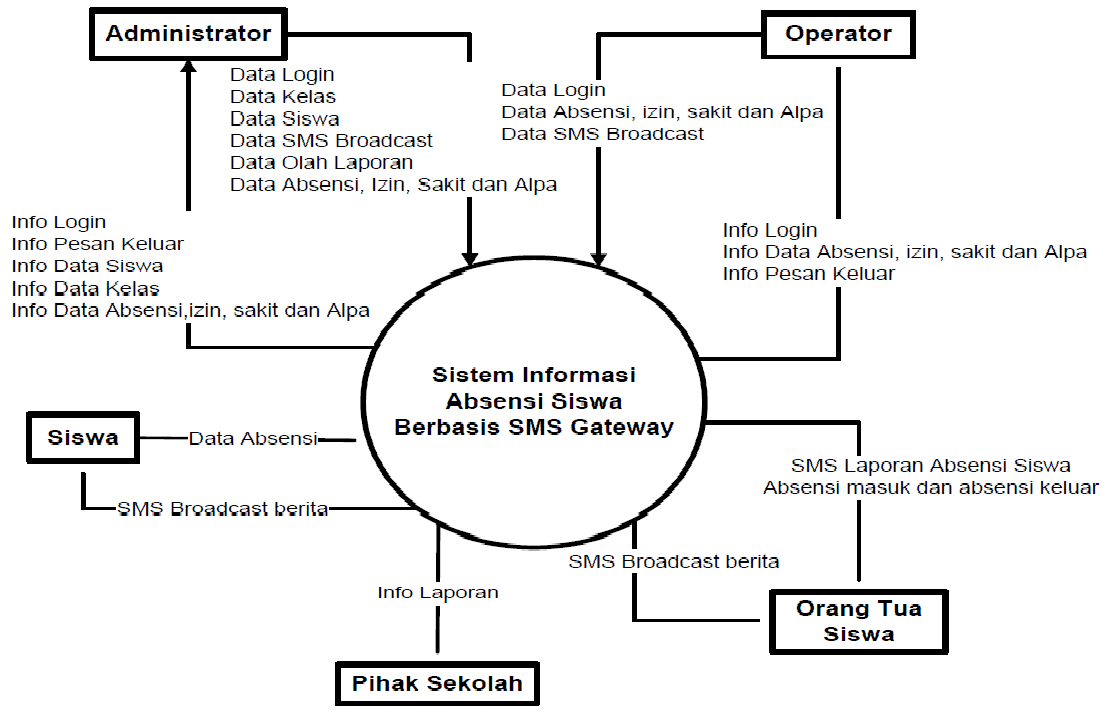 Administrator
Operator
Data Login
Data Kelas
Data Siswa
Data SMS Broadcast
Data Olah Laporan
Data Absensi, Izin, Sakit dan Alpa
Data Login
Data Absensi, izin, sakit dan Alpa
Data SMS Broadcast
Info Login
Info Pesan Keluar
Info Data Siswa
Info Data Kelas
Info Data Absensi,izin, sakit dan Alpa
Info Login
Info Data Absensi, izin, sakit dan Alpa
Info Pesan Keluar
Sistem Informasi
Absensi Siswa
Berbasis SMS Gateway
Siswa
Data Absensi
SMS Broadcast berita
SMS Laporan Absensi Siswa
Absensi masuk dan absensi keluar
SMS Broadcast berita
Info Laporan
Orang Tua
Siswa
Pihak Sekolah